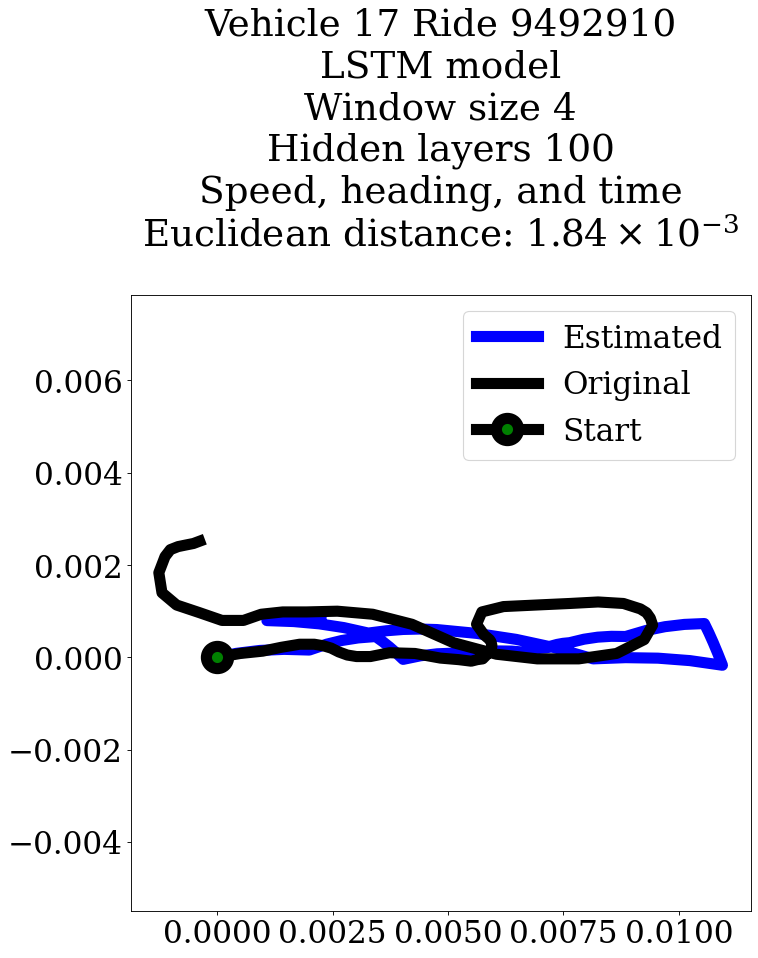 Vehicle 17 Ride 9492910
LSTM model
Window size 4
Hidden layers 100
Speed, heading, and time
Euclidean distance: 1.84 × 10⁻³
Estimated
Original
Start
0.006
0.004
0.002
0.000
−0.002
−0.004
0.0000 0.0025 0.0050 0.0075 0.0100